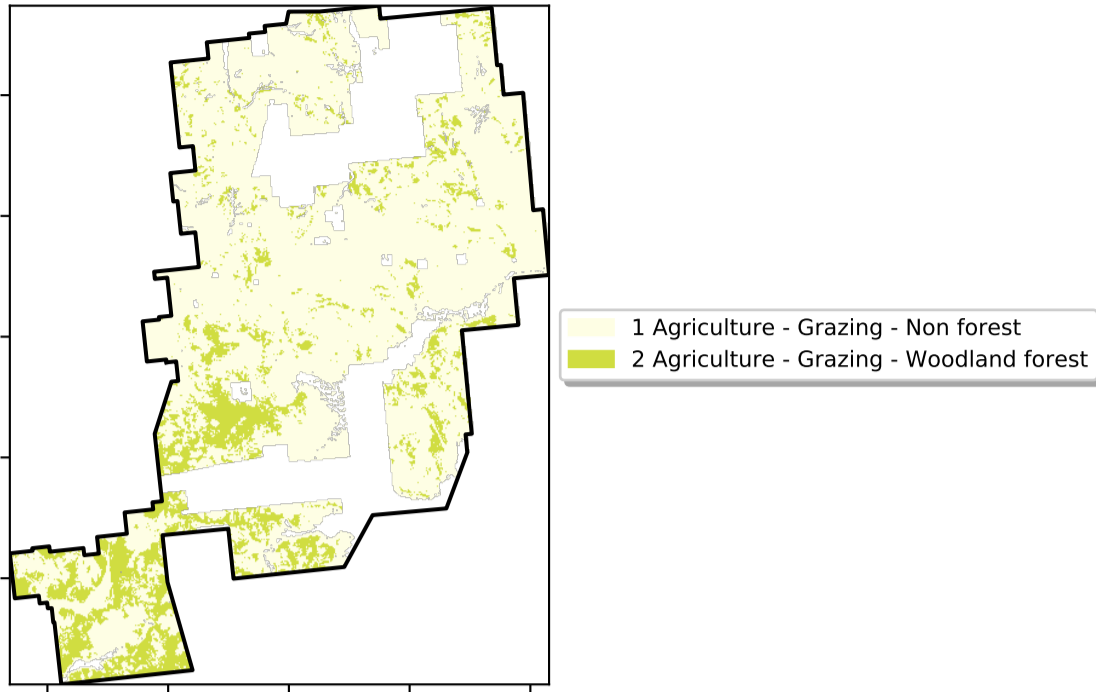 1 Agriculture - Grazing - Non forest
2 Agriculture - Grazing - Woodland forest